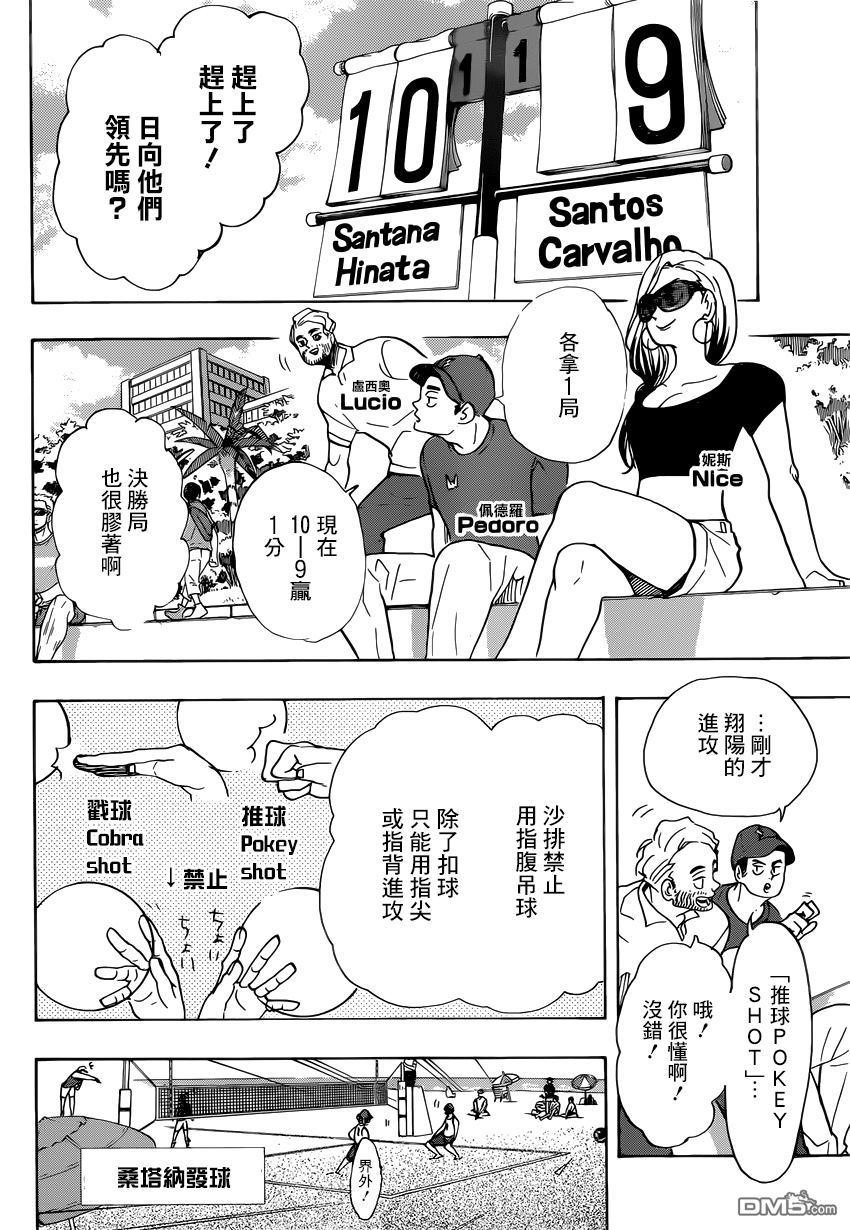 趕上了
趕上了！
日向他們
領先嗎？
10
1
1
9
Santana
Hinata
Santos
Carvalho
各拿1局
盧西奧
Lucio
佩德羅
Pedoro
妮斯
Nice
現在
10—9贏
1分
決勝局
也很膠著啊
…剛才
翔陽的
進攻
「推球POKEY
SHOT」…
哦！
你很懂啊！
沒錯！
沙排禁止
用指腹吊球
除了扣球
只能用指尖
或指背進攻
推球
Pokey
shot
戳球
Cobra
shot
↓禁止
ちょい
ちょい
界外！
桑塔納發球
DM5.com